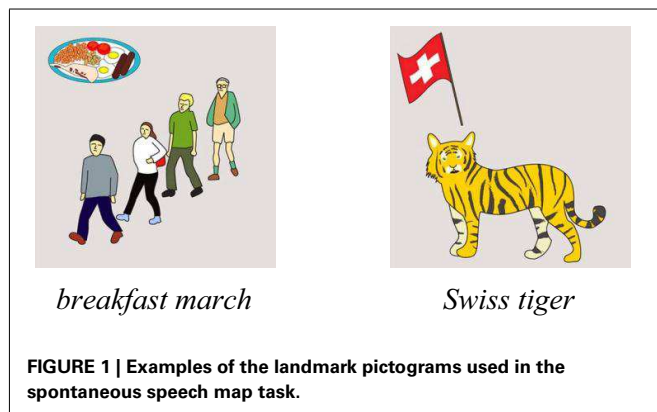 breakfast march
Swiss tiger
FIGURE 1 | Examples of the landmark pictograms used in the
spontaneous speech map task.